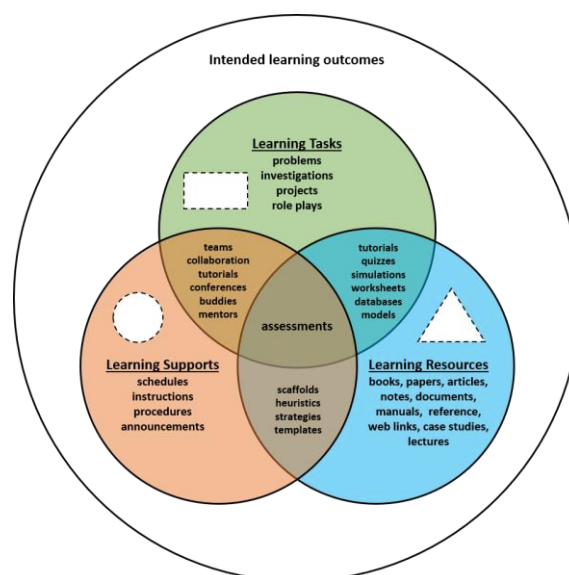 Intended learning outcomes
Learning Tasks
problems
investigations
projects
role plays
teams
collaboration
tutorials
conferences
buddies
mentors
tutorials
quizzes
simulations
worksheets
databases
models
assessments
Learning Supports
schedules
instructions
procedures
announcements
scaffolds
heuristics
strategies
templates
Learning Resources
books, papers, articles,
notes, documents,
manuals, reference,
web links, case studies,
lectures